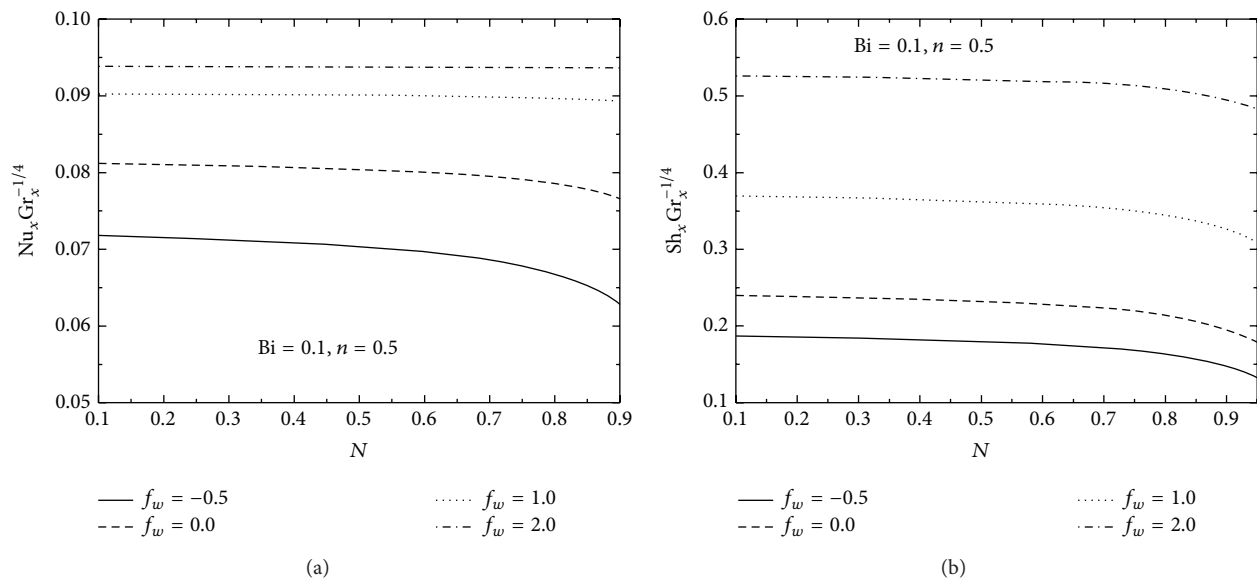 0.10
0.09
0.08
0.07
0.06
0.05
Nu_x Gr_x^{-1/4}
Bi = 0.1, n = 0.5
0.1 0.2 0.3 0.4 0.5 0.6 0.7 0.8 0.9
N
f_w = −0.5
f_w = 0.0
f_w = 1.0
f_w = 2.0
(a)
0.6
0.5
0.4
0.3
0.2
0.1
Sh_x Gr_x^{-1/4}
Bi = 0.1, n = 0.5
0.1 0.2 0.3 0.4 0.5 0.6 0.7 0.8 0.9
N
f_w = −0.5
f_w = 0.0
f_w = 1.0
f_w = 2.0
(b)